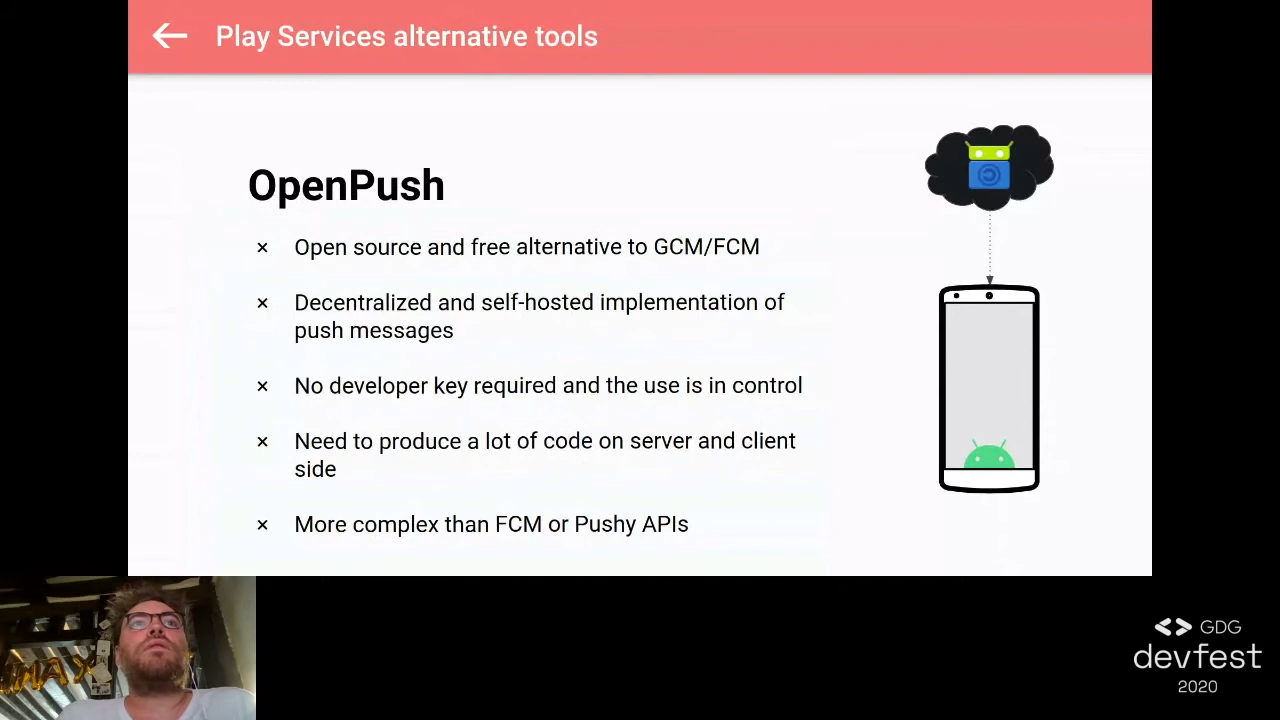 Play Services alternative tools
OpenPush
× Open source and free alternative to GCM/FCM
× Decentralized and self-hosted implementation of
push messages
× No developer key required and the use is in control
× Need to produce a lot of code on server and client
side
× More complex than FCM or Pushy APIs
<> GDG
devfest
2020